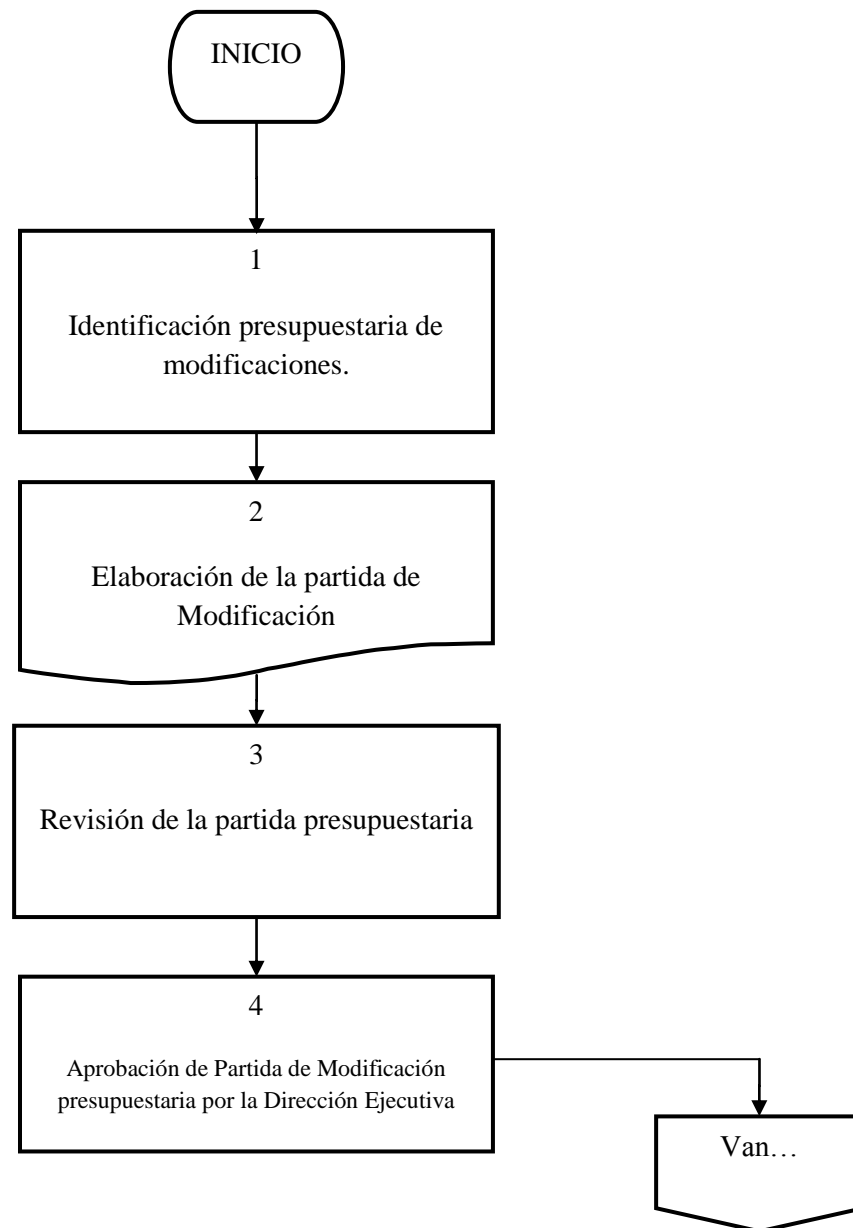 INICIO
1
Identificación presupuestaria de
modificaciones.
2
Elaboración de la partida de
Modificación
3
Revisión de la partida presupuestaria
4
Aprobación de Partida de Modificación
presupuestaria por la Dirección Ejecutiva
Van…